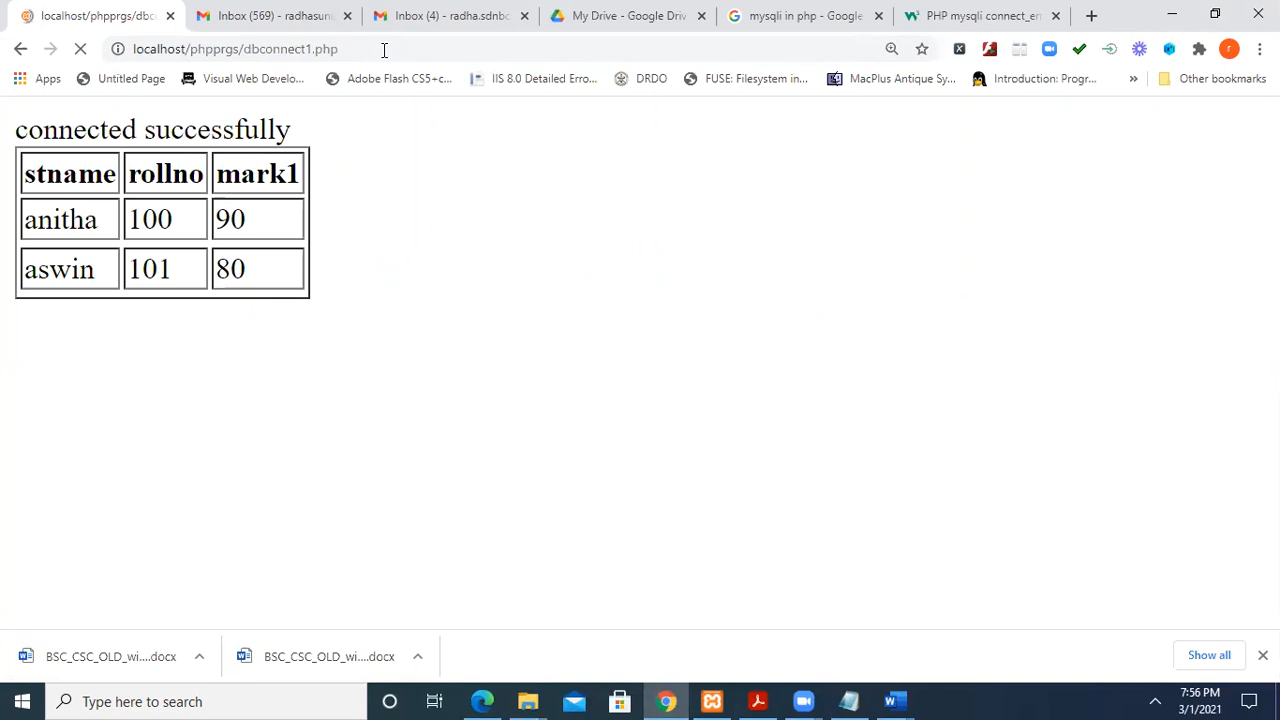 localhost/phpprgs/dbc
Inbox (569) - radhasuni
Inbox (4) - radha.sdnbc
My Drive - Google Driv
mysqli in php - Google
PHP mysqli connect_er
localhost/phpprgs/dbconnect1.php
Apps
Untitled Page
Visual Web Develo...
Adobe Flash CS5+c...
IIS 8.0 Detailed Erro...
DRDO
FUSE: Filesystem in...
MacPlus Antique Sy...
Introduction: Progr...
»
Other bookmarks
connected successfully
stname rollno mark1
anitha 100 90
aswin 101 80
BSC_CSC_OLD_wi....docx
BSC_CSC_OLD_wi....docx
Show all
Type here to search
7:56 PM
3/1/2021